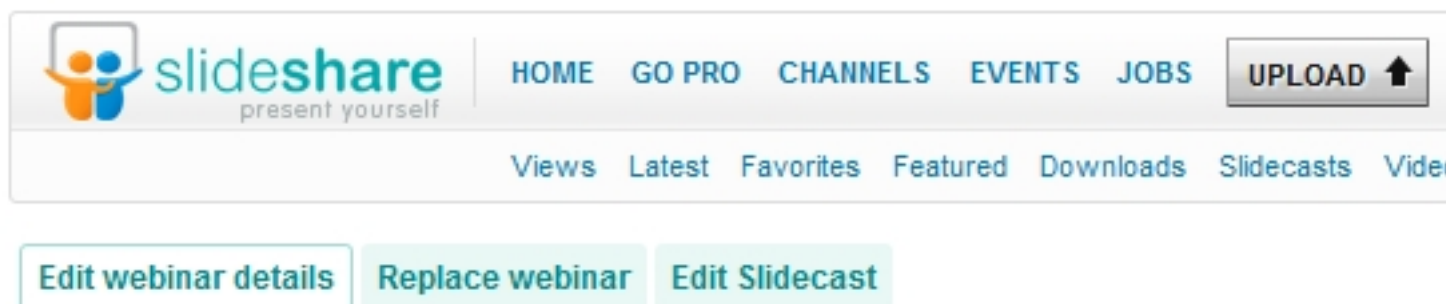 slideshare
present yourself
HOME GO PRO CHANNELS EVENTS JOBS UPLOAD
Views Latest Favorites Featured Downloads Slidecasts Vide
Edit webinar details Replace webinar Edit Slidecast